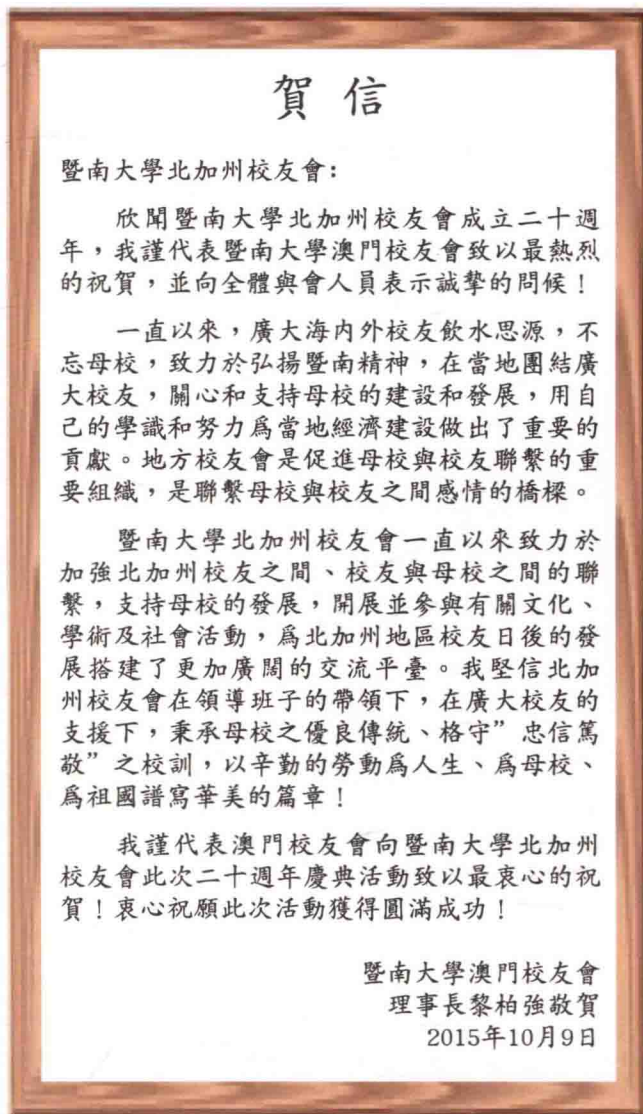 賀信
暨南大學北加州校友會:
欣聞暨南大學北加州校友會成立二十週
年,我謹代表暨南大學澳門校友會致以最熱烈
的祝賀,並向全體與會人員表示誠摯的問候!
一直以來,廣大海内外校友飲水思源,不
忘母校,致力於弘揚暨南精神,在當地團結廣
大校友,關心和支持母校的建設和發展,用自
己的學識和努力爲當地經濟建設做出了重要的
貢獻。地方校友會是促進母校與校友聯繫的重
要組織,是聯繫母校與校友之間感情的橋樑。
暨南大學北加州校友會一直以來致力於
加強北加州校友之間、校友與母校之間的聯
繫,支持母校的發展,開展並參與有關文化、
學術及社會活動,爲北加州地區校友日後的發
展搭建了更加廣闊的交流平臺。我堅信北加
州校友會在領導班子的帶領下,在廣大校友的
支援下,秉承母校之優良傳統、格守”忠信篤
敬”之校訓,以辛勤的勞動爲人生、爲母校、
爲祖國譜寫華美的篇章!
我謹代表澳門校友會向暨南大學北加州
校友會此次二十週年慶典活動致以最衷心的祝
賀!衷心祝願此次活動獲得圓滿成功!
暨南大學澳門校友會
理事長黎柏強敬賀
2015年10月9日